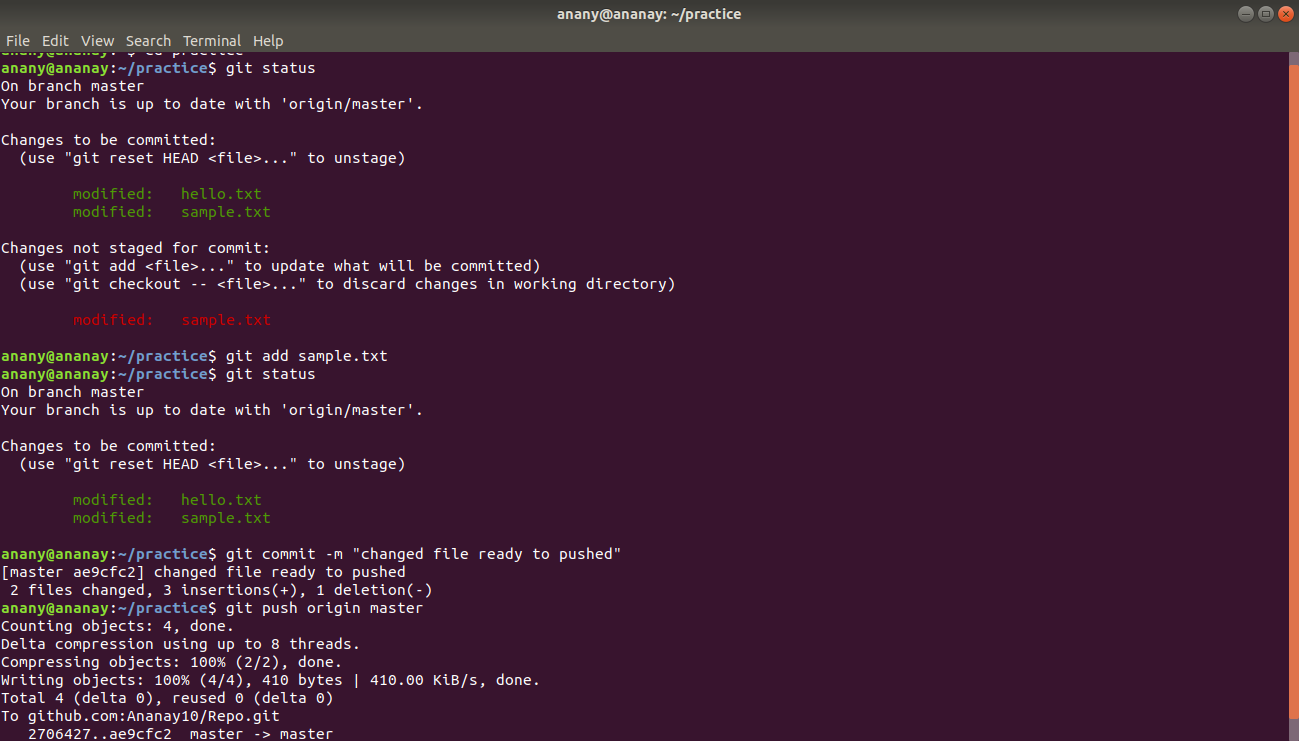 anany@ananay: ~/practice
File Edit View Search Terminal Help
anany@ananay:~$ cd practice
anany@ananay:~/practice$ git status
On branch master
Your branch is up to date with 'origin/master'.
Changes to be committed:
  (use "git reset HEAD <file>..." to unstage)
        modified:   hello.txt
        modified:   sample.txt
Changes not staged for commit:
  (use "git add <file>..." to update what will be committed)
  (use "git checkout -- <file>..." to discard changes in working directory)
        modified:   sample.txt
anany@ananay:~/practice$ git add sample.txt
anany@ananay:~/practice$ git status
On branch master
Your branch is up to date with 'origin/master'.
Changes to be committed:
  (use "git reset HEAD <file>..." to unstage)
        modified:   hello.txt
        modified:   sample.txt
anany@ananay:~/practice$ git commit -m "changed file ready to pushed"
[master ae9cfc2] changed file ready to pushed
 2 files changed, 3 insertions(+), 1 deletion(-)
anany@ananay:~/practice$ git push origin master
Counting objects: 4, done.
Delta compression using up to 8 threads.
Compressing objects: 100% (2/2), done.
Writing objects: 100% (4/4), 410 bytes | 410.00 KiB/s, done.
Total 4 (delta 0), reused 0 (delta 0)
To github.com:Ananay10/Repo.git
   2706427..ae9cfc2  master -> master